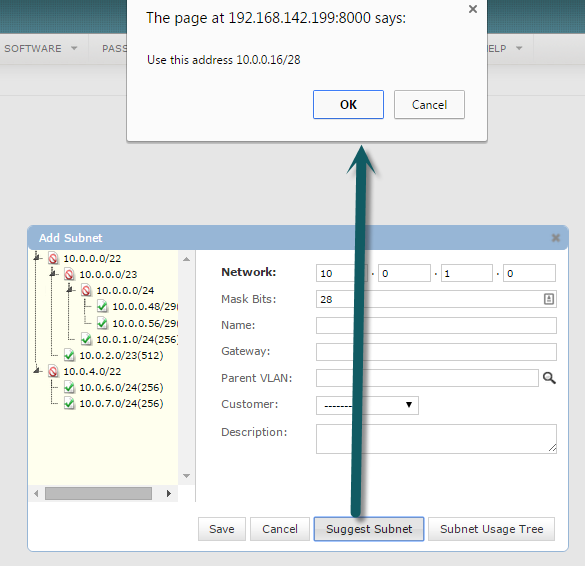 The page at 192.168.142.199:8000 says:
Use this address 10.0.0.16/28
OK Cancel
SOFTWARE
Add Subnet
10.0.0.0/22
10.0.0.0/23
10.0.0.0/24
10.0.0.48/29(
10.0.0.56/29(
10.0.1.0/24(256)
10.0.2.0/23(512)
10.0.4.0/22
10.0.6.0/24(256)
10.0.7.0/24(256)
Network: 10 . 0 . 1 . 0
Mask Bits: 28
Name:
Gateway:
Parent VLAN:
Customer: --------
Description:
Save Cancel Suggest Subnet Subnet Usage Tree